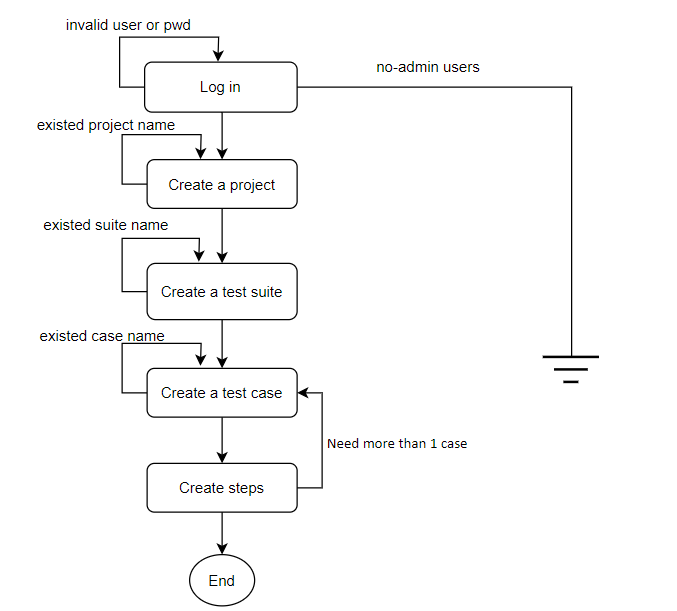 invalid user or pwd
no-admin users
Log in
existed project name
Create a project
existed suite name
Create a test suite
existed case name
Create a test case
Need more than 1 case
Create steps
End